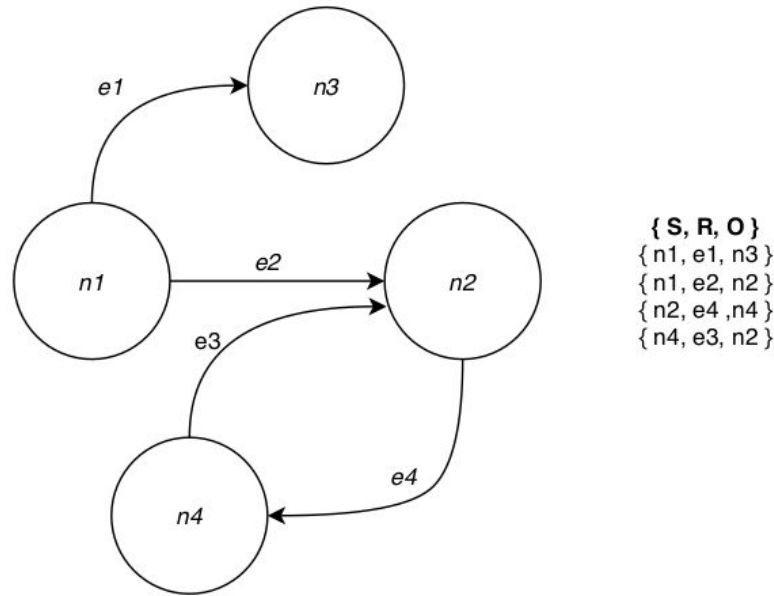 e1
n3
n1
e2
n2
e3
e4
n4
{ S, R, O }
{ n1, e1, n3 }
{ n1, e2, n2 }
{ n2, e4 ,n4 }
{ n4, e3, n2 }